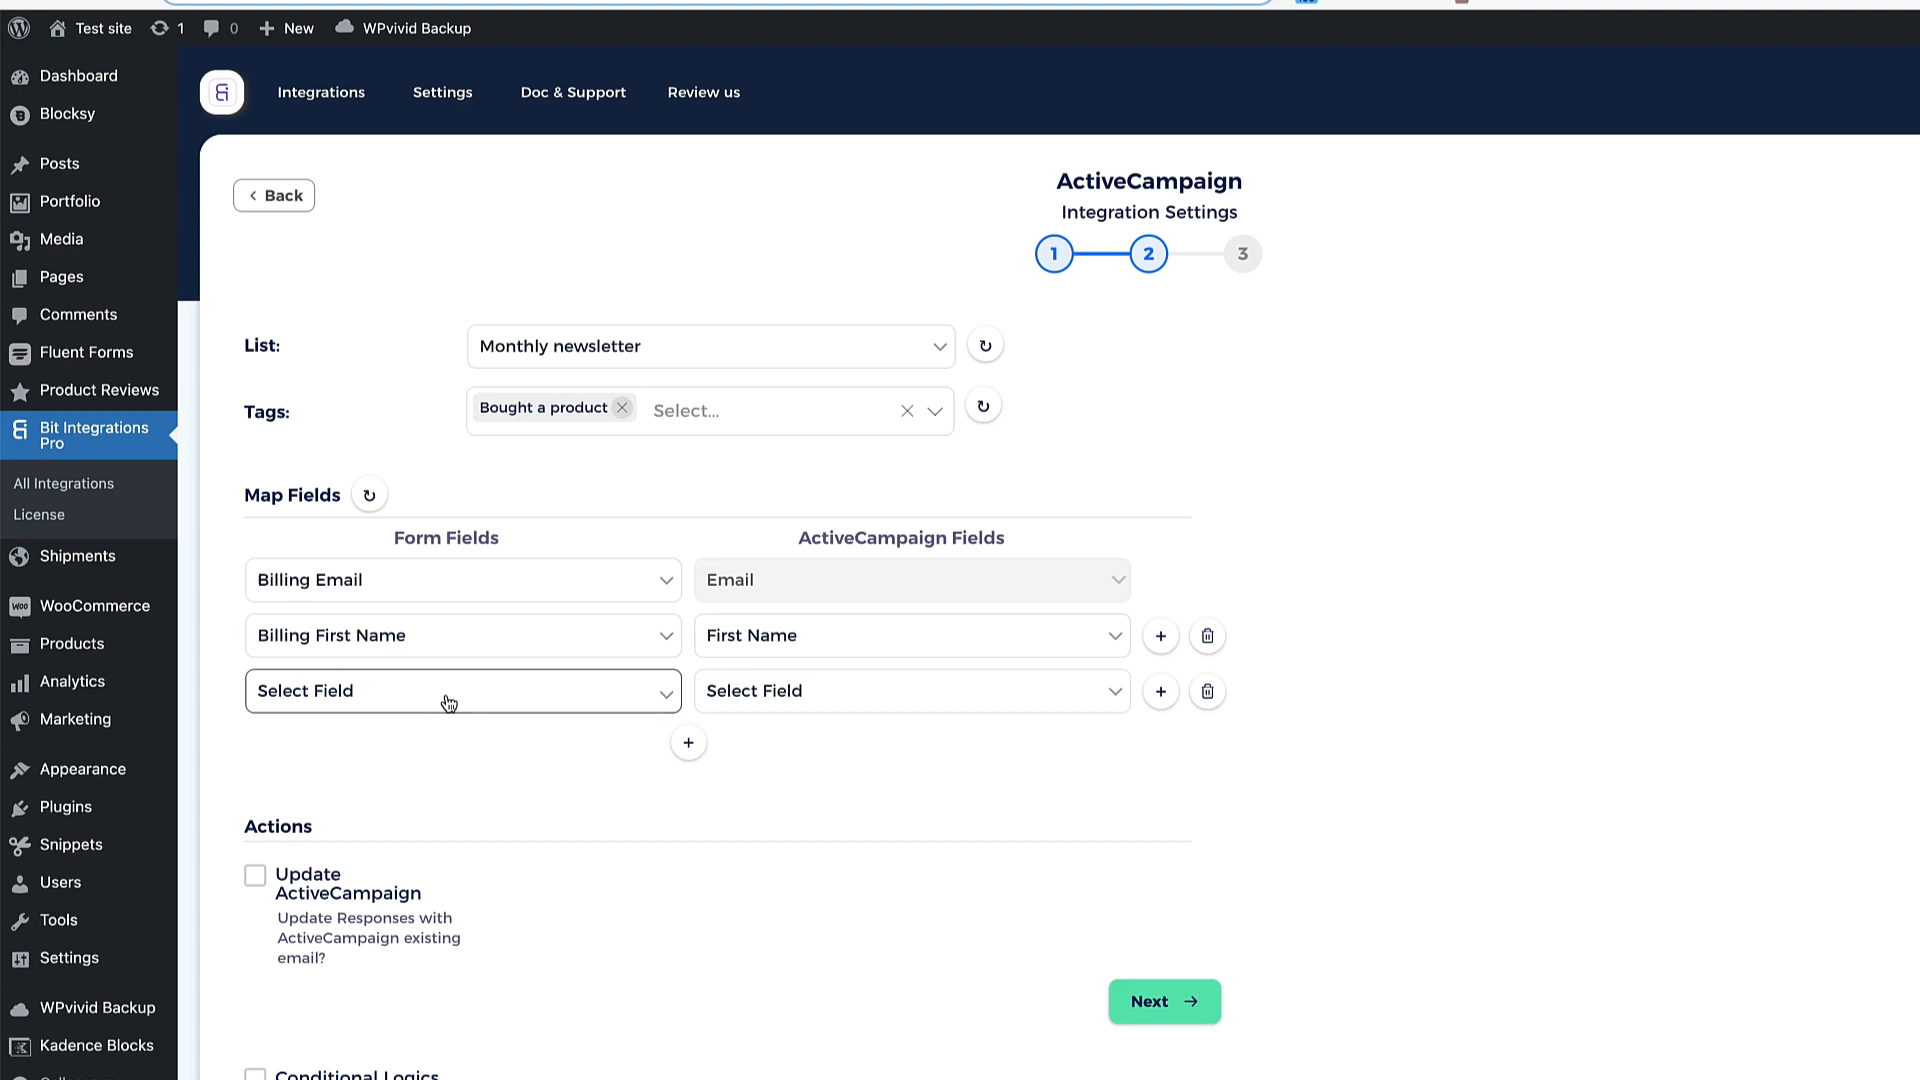 Test site
1
0
New
WPvivid Backup
Dashboard
Blocksy
Posts
Portfolio
Media
Pages
Comments
Fluent Forms
Product Reviews
Bit Integrations
Pro
All Integrations
License
Shipments
WooCommerce
Products
Analytics
Marketing
Appearance
Plugins
Snippets
Users
Tools
Settings
WPvivid Backup
Kadence Blocks
Integrations
Settings
Doc & Support
Review us
Back
ActiveCampaign
Integration Settings
1
2
3
List:
Monthly newsletter
Tags:
Bought a product
Select...
Map Fields
Form Fields
ActiveCampaign Fields
Billing Email
Email
Billing First Name
First Name
Select Field
Select Field
Actions
Update
ActiveCampaign
Update Responses with
ActiveCampaign existing
email?
Next
Conditional Logics